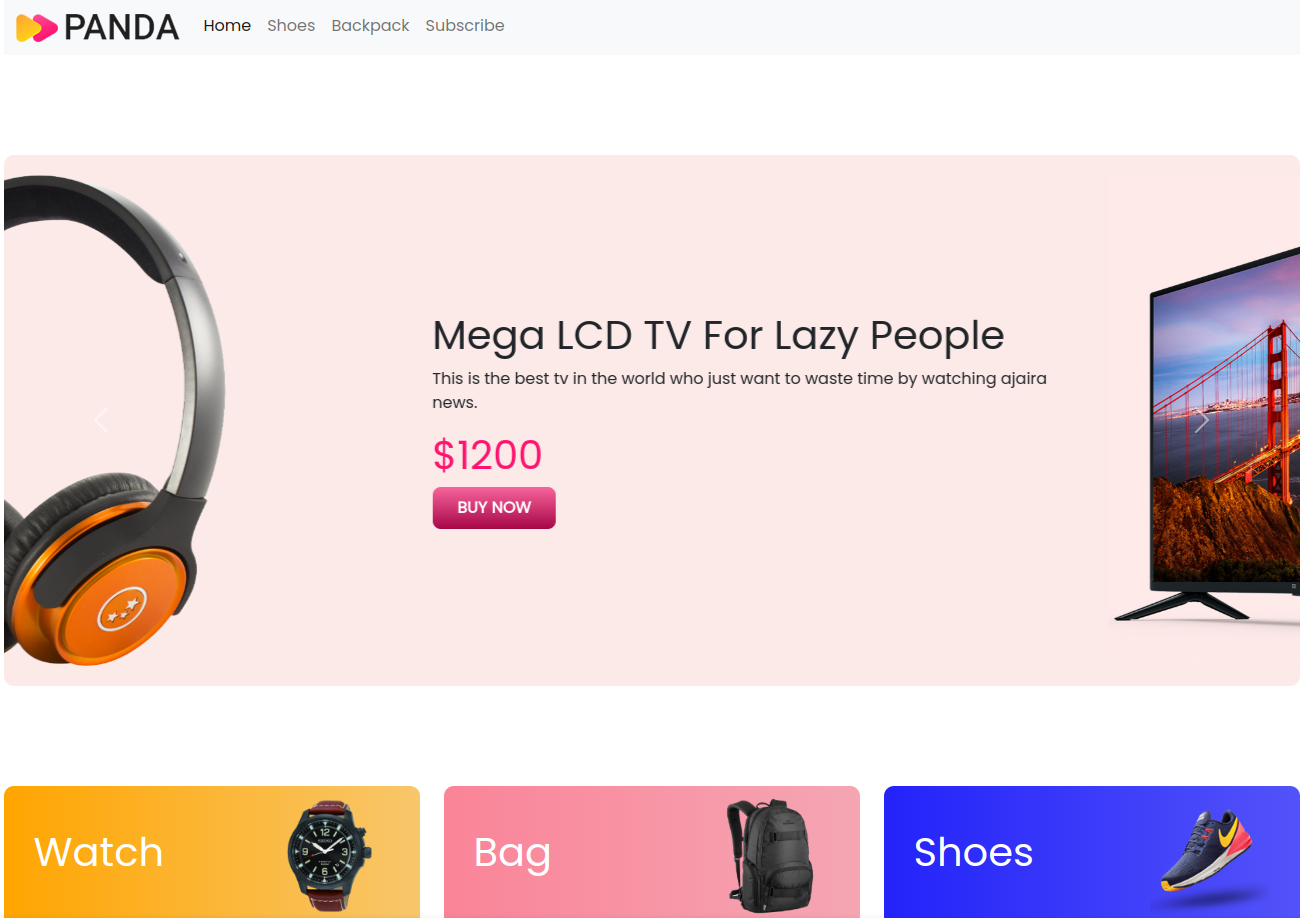 PANDA Home Shoes Backpack Subscribe
Mega LCD TV For Lazy People
This is the best tv in the world who just want to waste time by watching ajaira
news.
$1200
BUY NOW
Watch
Bag
Shoes